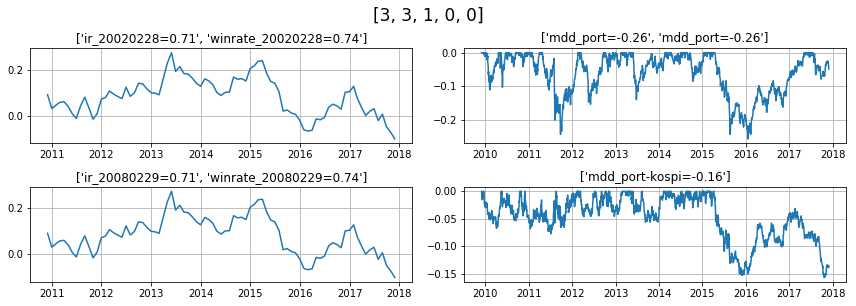 [3, 3, 1, 0, 0]
['ir_20020228=0.71', 'winrate_20020228=0.74']
0.2
0.0
2011 2012 2013 2014 2015 2016 2017 2018
['mdd_port=-0.26', 'mdd_port=-0.26']
0.0
−0.1
−0.2
2010 2011 2012 2013 2014 2015 2016 2017 2018
['ir_20080229=0.71', 'winrate_20080229=0.74']
0.2
0.0
2011 2012 2013 2014 2015 2016 2017 2018
['mdd_port-kospi=-0.16']
0.00
−0.05
−0.10
−0.15
2010 2011 2012 2013 2014 2015 2016 2017 2018